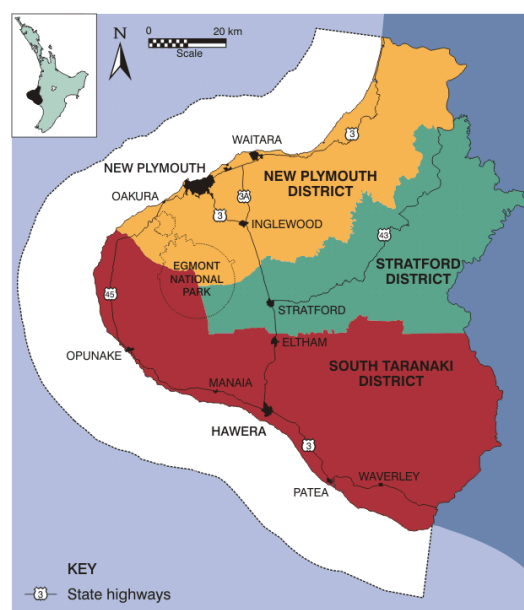 N
0
20 km
Scale
3
WAITARA
NEW PLYMOUTH
NEW PLYMOUTH
DISTRICT
OAKURA
3A
3
INGLEWOOD
43
EGMONT
NATIONAL
PARK
STRATFORD
DISTRICT
45
STRATFORD
ELTHAM
OPUNAKE
SOUTH TARANAKI
DISTRICT
MANAIA
HAWERA
3
WAVERLEY
PATEA
KEY
3 State highways